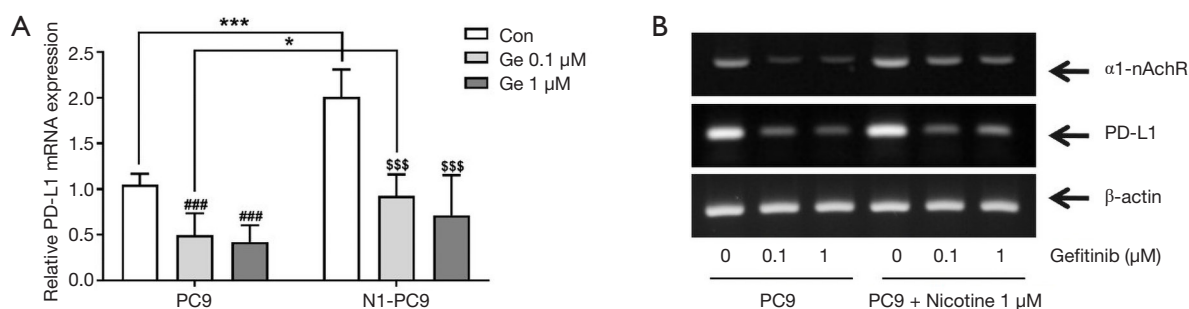 A
Relative PD-L1 mRNA expression
2.5
2.0
1.5
1.0
0.5
0.0
***
*
###
###
$$$
$$$
PC9
N1-PC9
Con
Ge 0.1 μM
Ge 1 μM
B
α1-nAchR
PD-L1
β-actin
0 0.1 1 0 0.1 1 Gefitinib (μM)
PC9 PC9 + Nicotine 1 μM